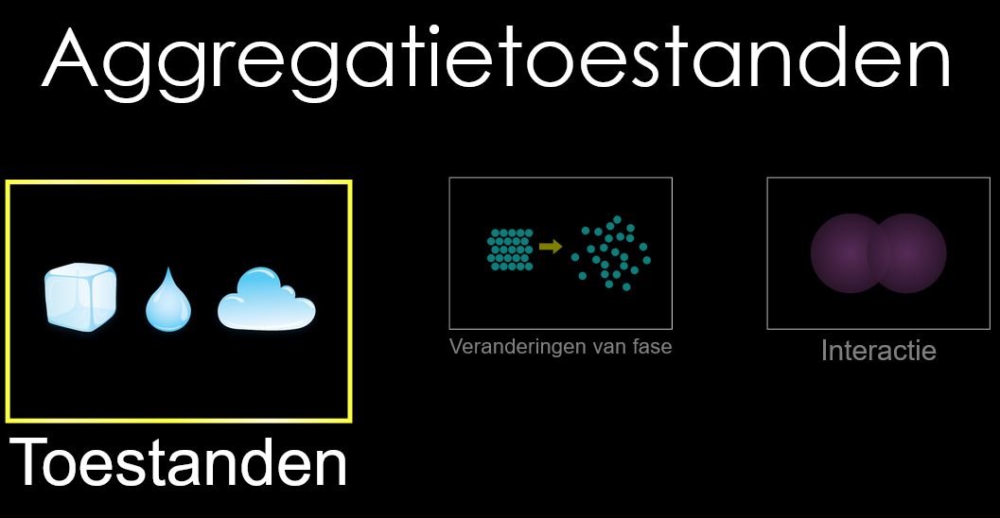 Aggregatietoestanden
Toestanden
Veranderingen van fase
Interactie